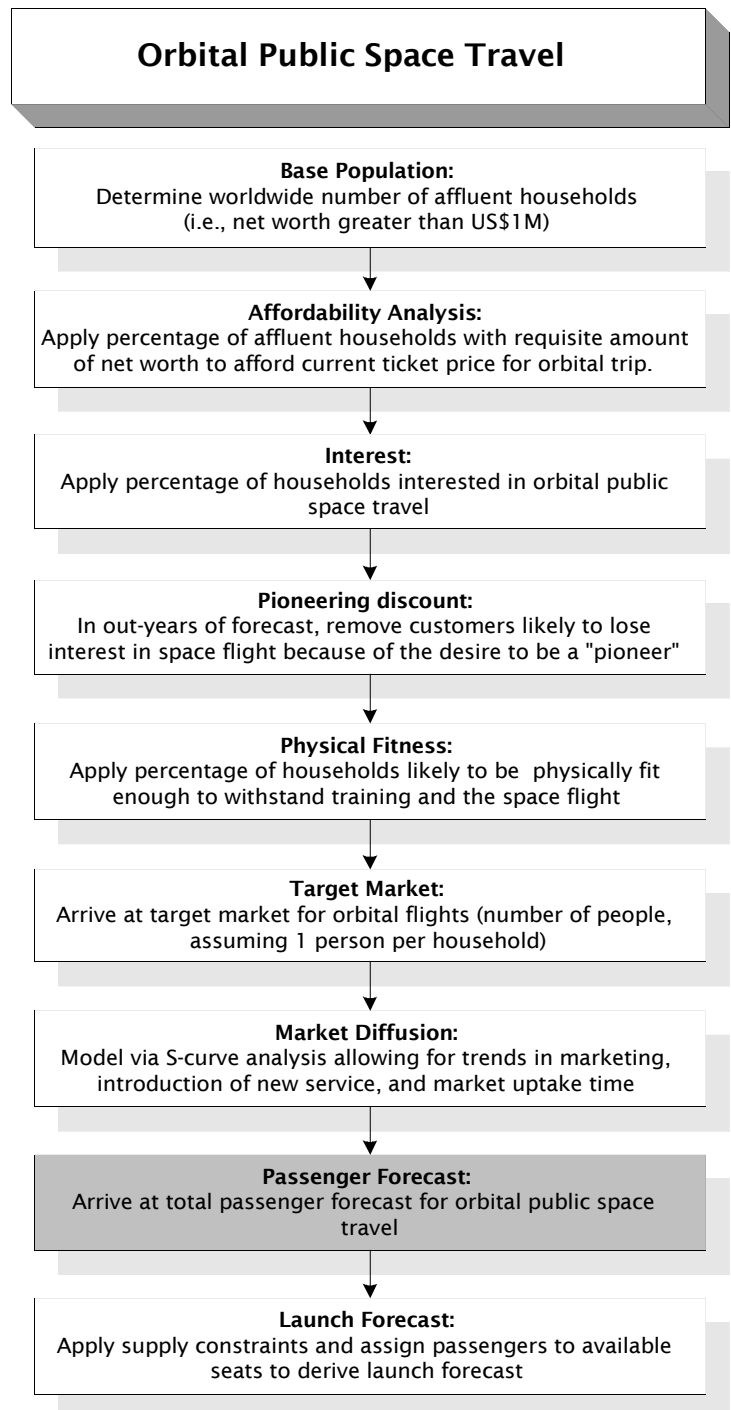 Orbital Public Space Travel
Base Population:
Determine worldwide number of affluent households
(i.e., net worth greater than US$1M)
Affordability Analysis:
Apply percentage of affluent households with requisite amount
of net worth to afford current ticket price for orbital trip.
Interest:
Apply percentage of households interested in orbital public
space travel
Pioneering discount:
In out-years of forecast, remove customers likely to lose
interest in space flight because of the desire to be a "pioneer"
Physical Fitness:
Apply percentage of households likely to be  physically fit
enough to withstand training and the space flight
Target Market:
Arrive at target market for orbital flights (number of people,
assuming 1 person per household)
Market Diffusion:
Model via S-curve analysis allowing for trends in marketing,
introduction of new service, and market uptake time
Passenger Forecast:
Arrive at total passenger forecast for orbital public space
travel
Launch Forecast:
Apply supply constraints and assign passengers to available
seats to derive launch forecast